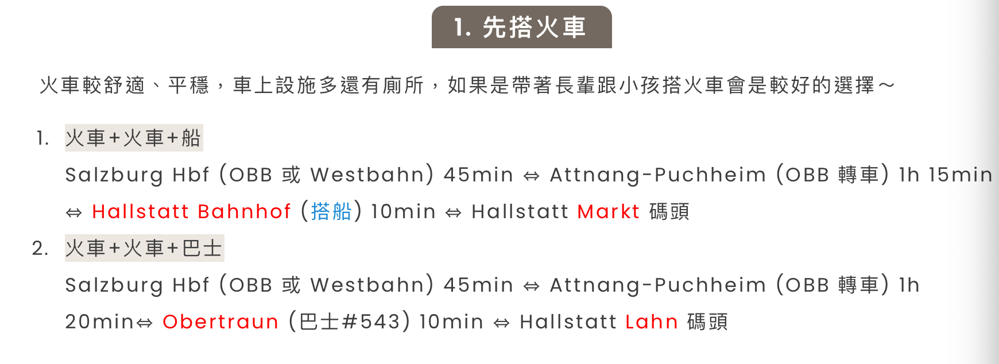 1. 先搭火車
火車較舒適、平穩，車上設施多還有廁所，如果是帶著長輩跟小孩搭火車會是較好的選擇～
1. 火車+火車+船
Salzburg Hbf (OBB 或 Westbahn) 45min ⇔ Attnang-Puchheim (OBB 轉車) 1h 15min
⇔ Hallstatt Bahnhof (搭船) 10min ⇔ Hallstatt Markt 碼頭
2. 火車+火車+巴士
Salzburg Hbf (OBB 或 Westbahn) 45min ⇔ Attnang-Puchheim (OBB 轉車) 1h
20min⇔ Obertraun (巴士#543) 10min ⇔ Hallstatt Lahn 碼頭